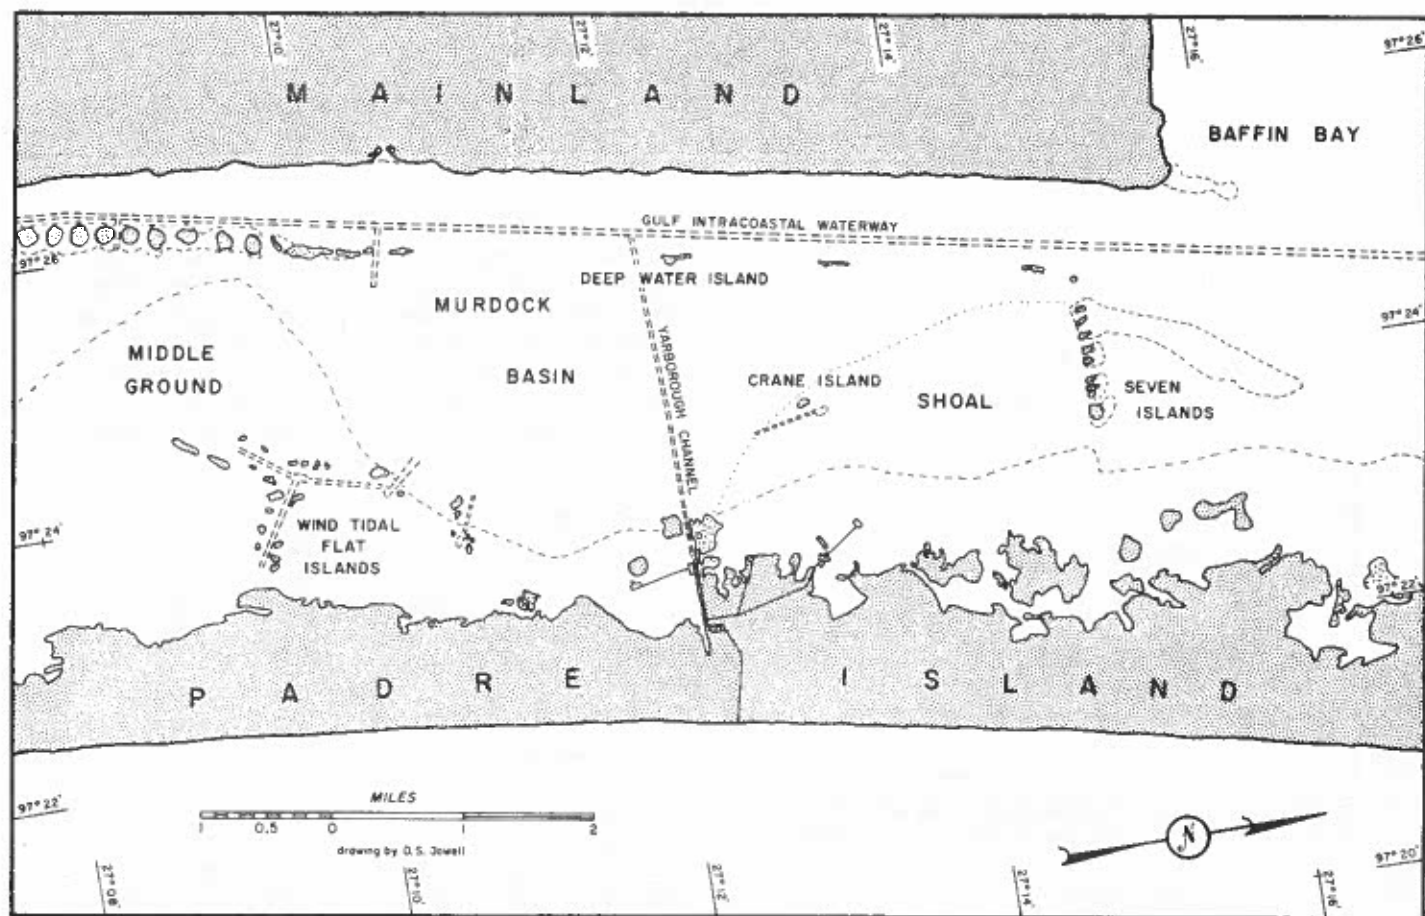 27°10'
27°12'
27°14'
27°16'
97°26'
MAINLAND
BAFFIN BAY
GULF INTRACOASTAL WATERWAY
97°26'
DEEP WATER ISLAND
MURDOCK
BASIN
97°24'
MIDDLE
GROUND
YARBOROUGH CHANNEL
CRANE ISLAND
SHOAL
SEVEN
ISLANDS
97°24'
WIND TIDAL
FLAT
ISLANDS
97°22'
PADRE ISLAND
97°22'
MILES
1 0.5 0 1 2
drawing by D. S. Jowell
N
97°20'
27°08'
27°10'
27°12'
27°14'
27°16'